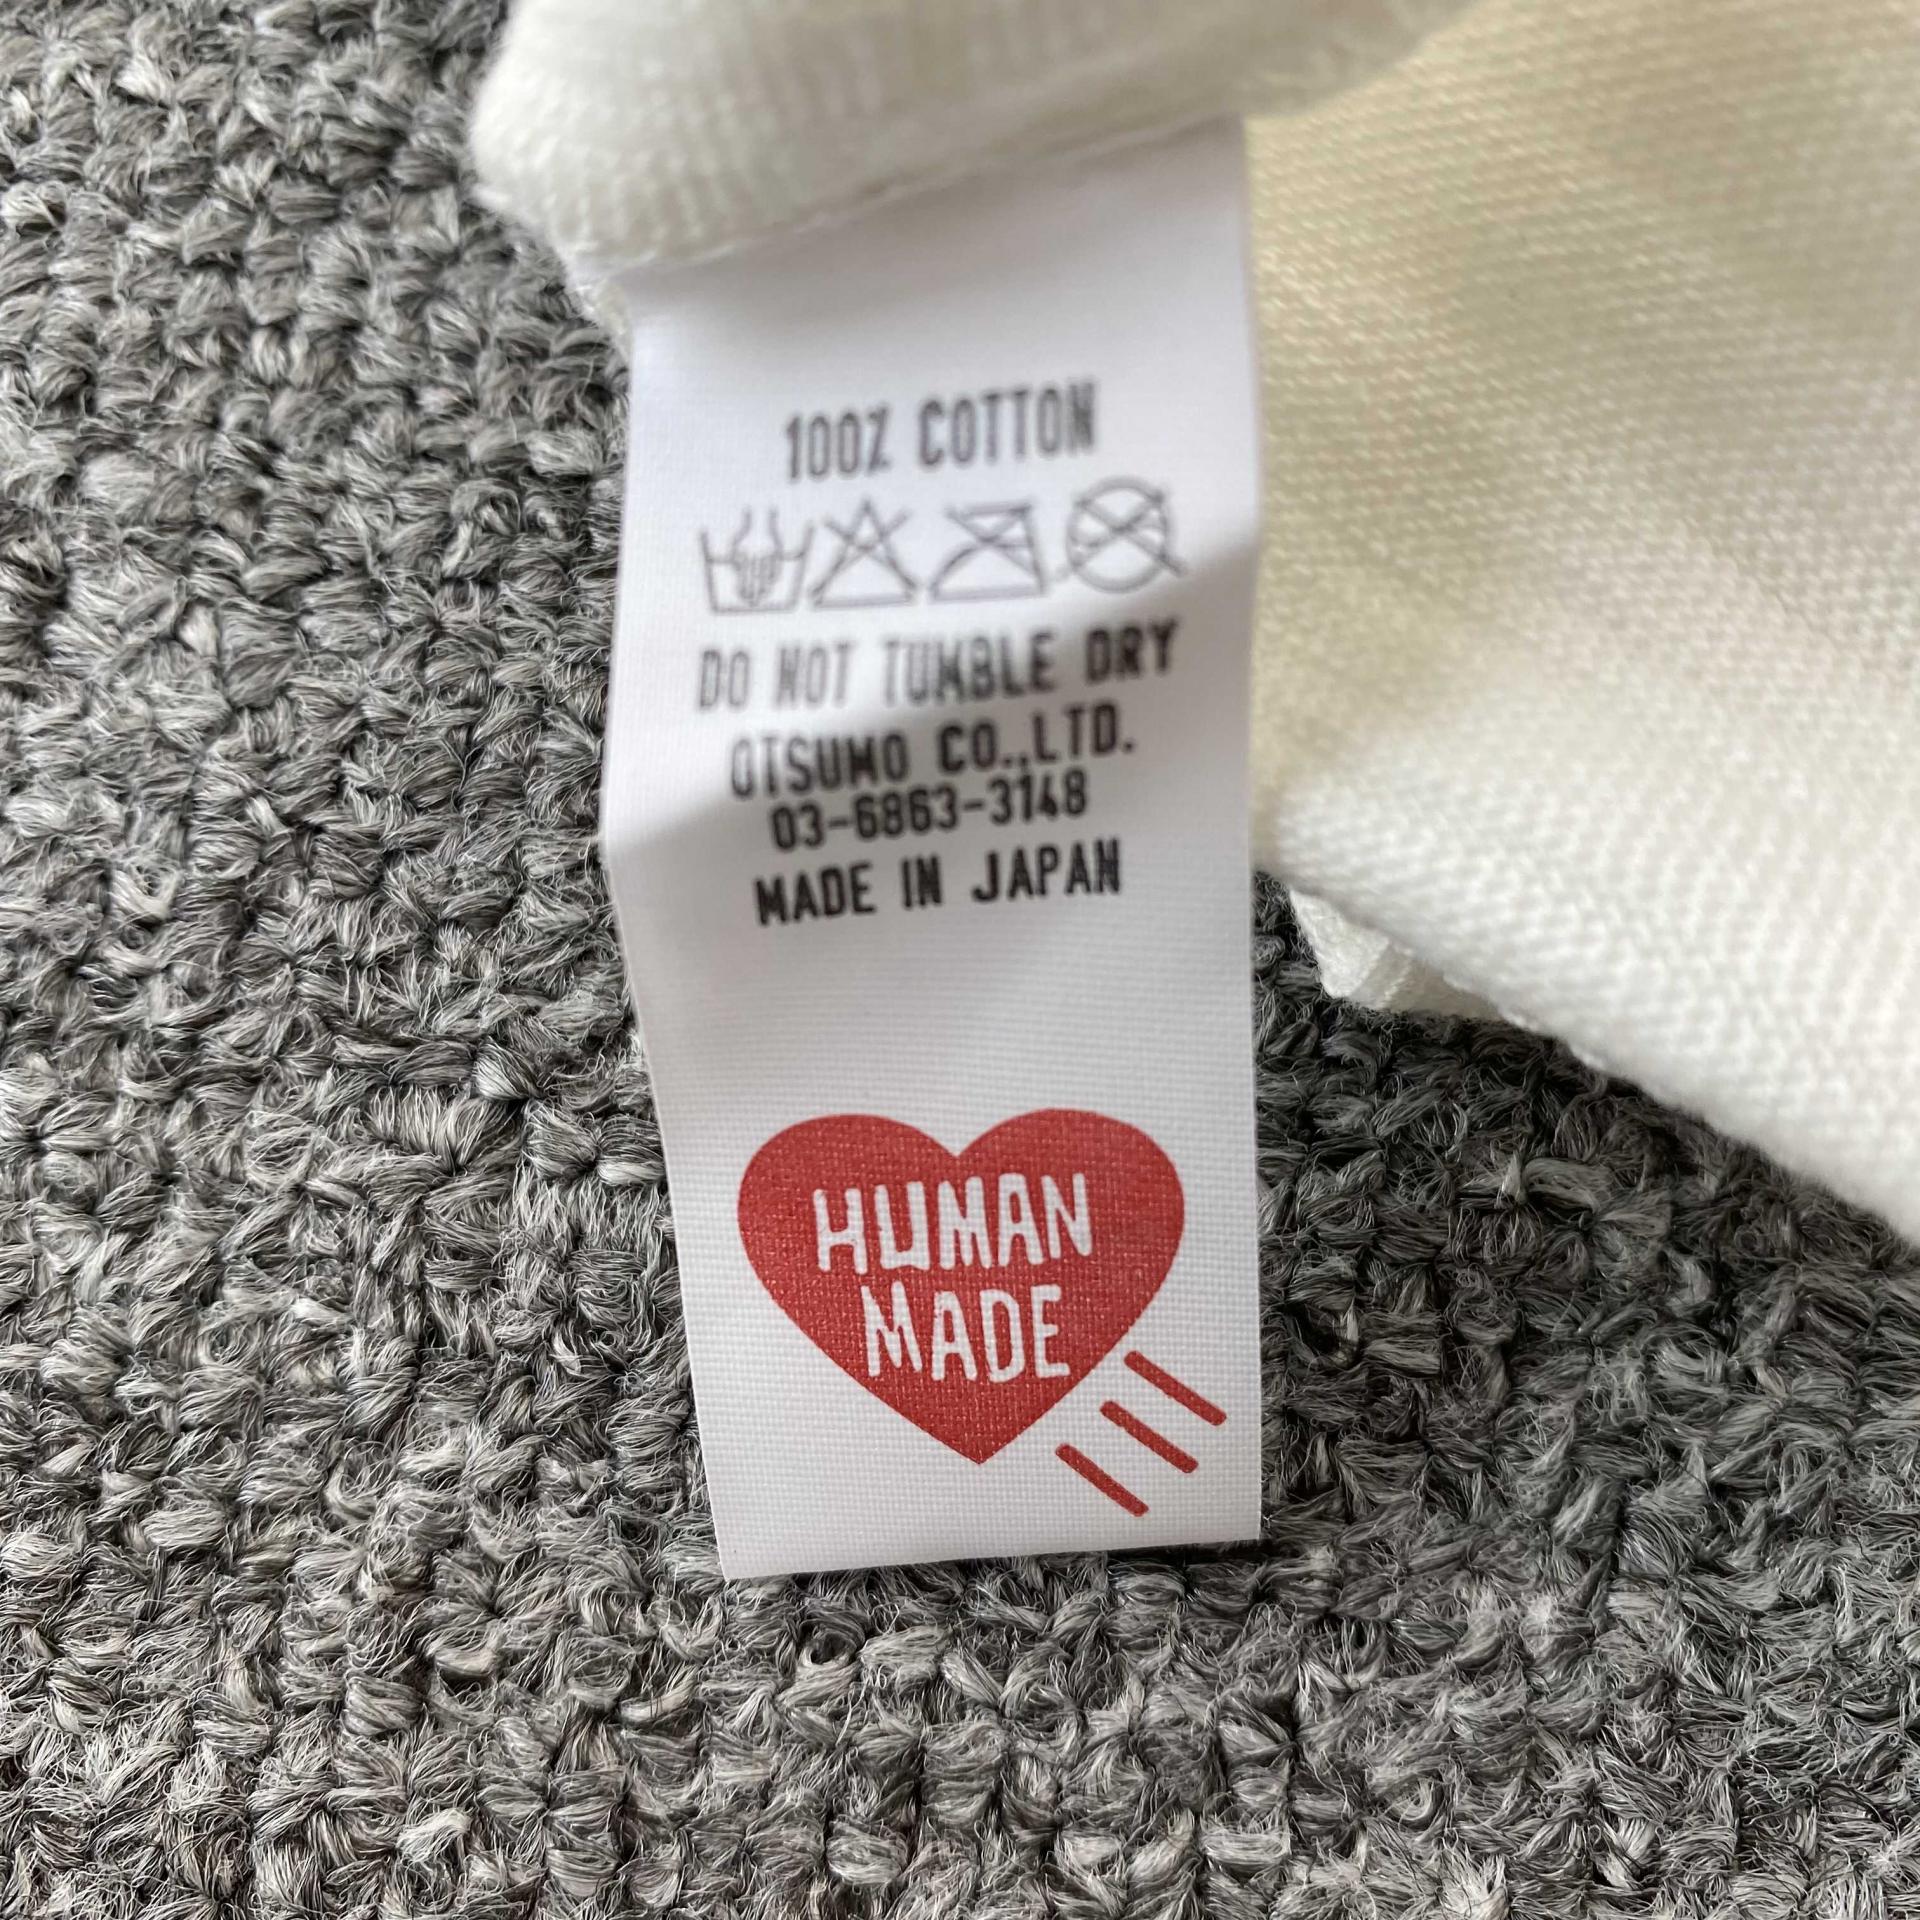 100% COTTON
DO NOT TUMBLE DRY
OTSUMO CO.,LTD.
03-6863-3148
MADE IN JAPAN
HUMAN
MADE